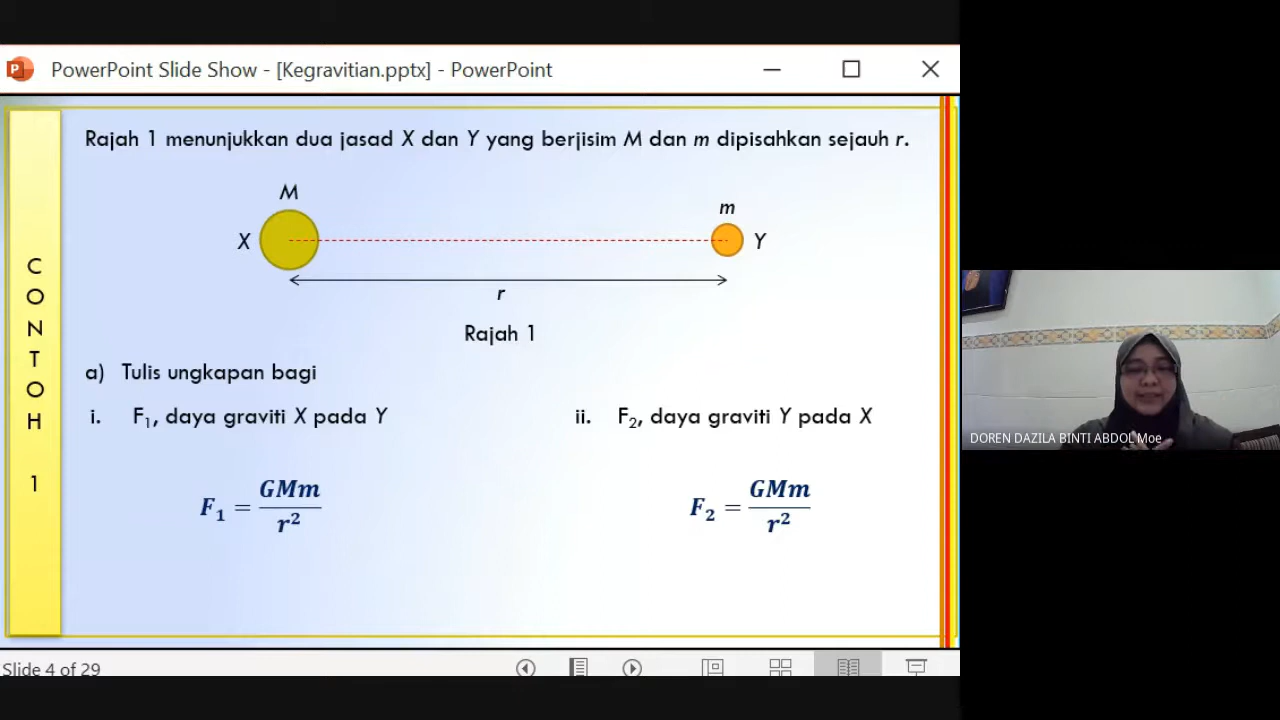 PowerPoint Slide Show - [Kegravitian.pptx] - PowerPoint
Rajah 1 menunjukkan dua jasad X dan Y yang berjisim M dan m dipisahkan sejauh r.
M
m
X
Y
r
Rajah 1
CONTOH 1
a) Tulis ungkapan bagi
i. F₁, daya graviti X pada Y
ii. F₂, daya graviti Y pada X
F₁ = GMm/r²
F₂ = GMm/r²
DOREN DAZILA BINTI ABDOL Moe
Slide 4 of 29